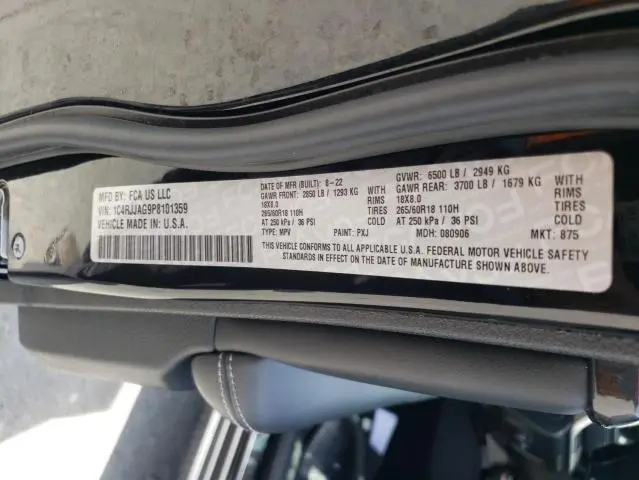 MFD BY: FCA US LLC
VIN: 1C4RJJAG9P8101359
VEHICLE MADE IN: U.S.A.
DATE OF MFR (BUILT): 8-22
GAWR FRONT: 2850 LB / 1293 KG WITH
18X8.0 RIMS
265/60R18 110H TIRES
AT 250 kPa / 36 PSI COLD
TYPE: MPV PAINT: PXJ
GVWR: 6500 LB / 2949 KG
GAWR REAR: 3700 LB / 1679 KG WITH
18X8.0 RIMS
265/60R18 110H TIRES
AT 250 kPa / 36 PSI COLD
MDH: 080906 MKT: 875
THIS VEHICLE CONFORMS TO ALL APPLICABLE U.S.A. FEDERAL MOTOR VEHICLE SAFETY
STANDARDS IN EFFECT ON THE DATE OF MANUFACTURE SHOWN ABOVE.